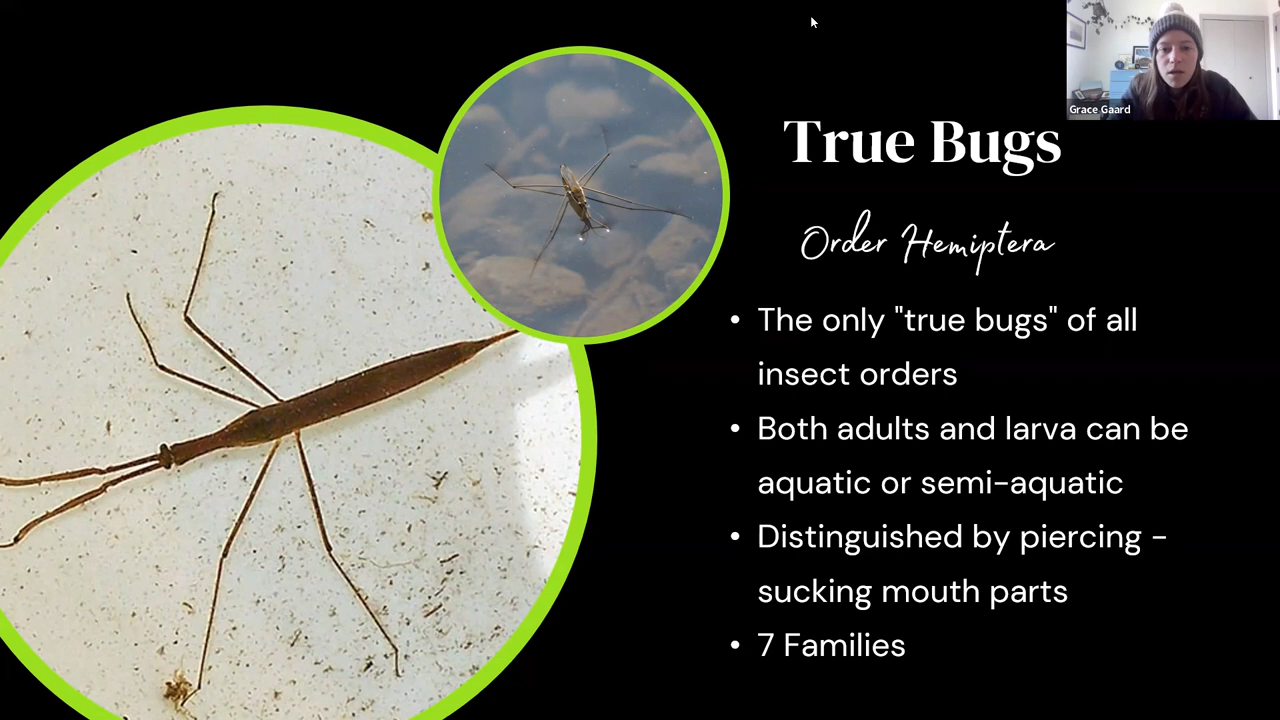 Grace Gaard
True Bugs
Order Hemiptera
• The only "true bugs" of all
insect orders
• Both adults and larva can be
aquatic or semi-aquatic
• Distinguished by piercing -
sucking mouth parts
• 7 Families